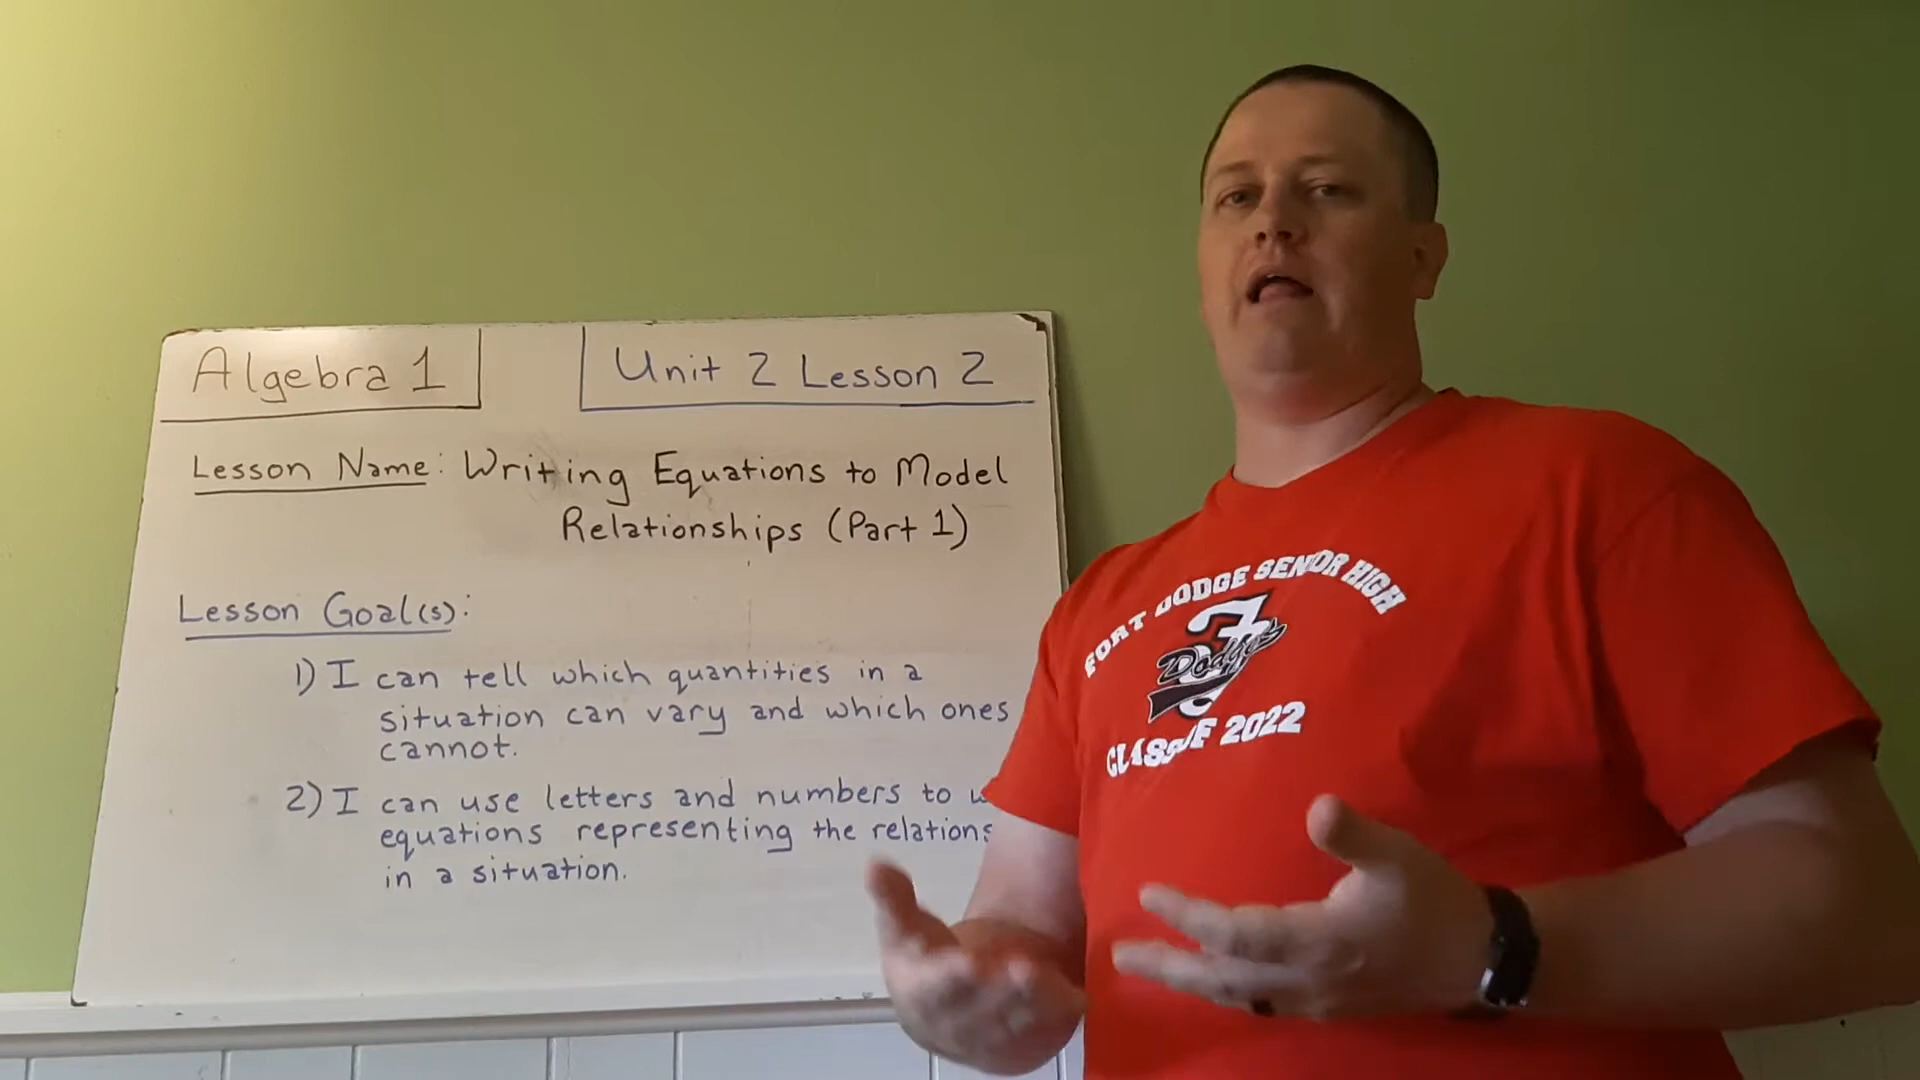 Algebra 1
Unit 2 Lesson 2
Lesson Name: Writing Equations to Model
Relationships (Part 1)
Lesson Goal(s):
1) I can tell which quantities in a
situation can vary and which ones
cannot.
2) I can use letters and numbers to
equations representing the relations
in a situation.
FORT DODGE SENIOR HIGH
Dodgers
CLASS OF 2022